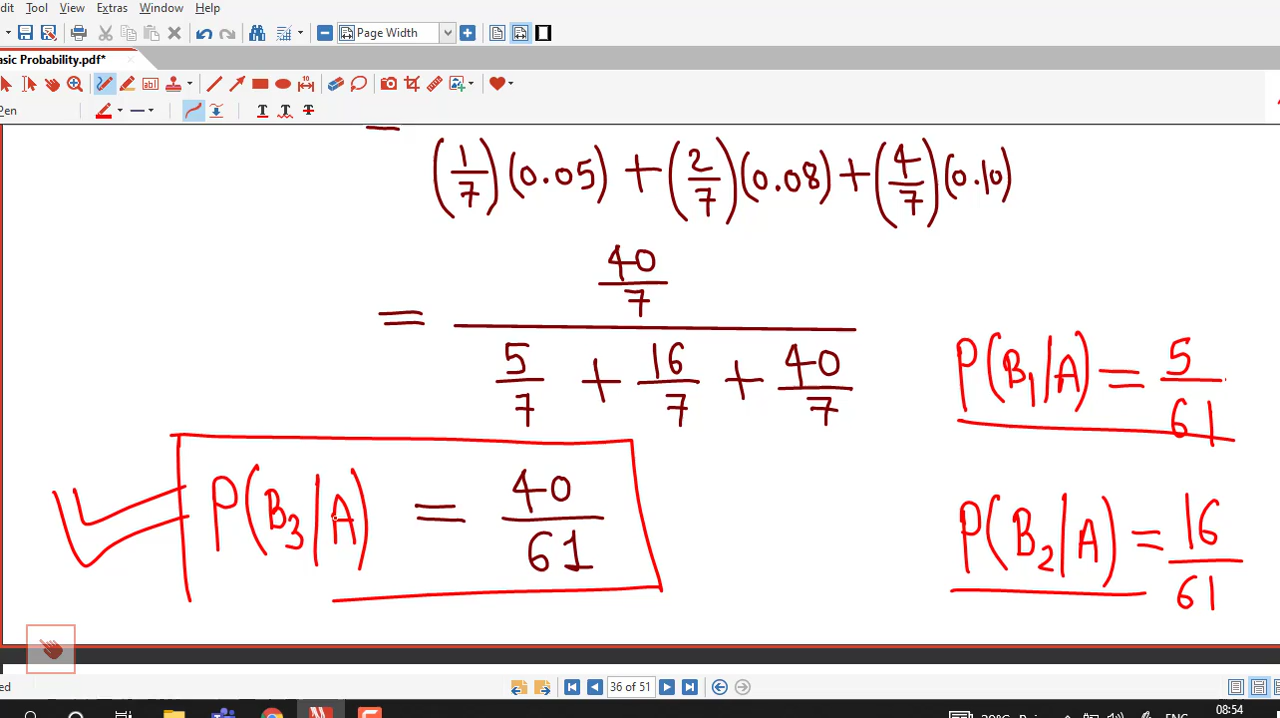 dit Tool View Extras Window Help
Page Width
asic Probability.pdf*
Pen
=
(1/7)(0.05) + (2/7)(0.08) + (4/7)(0.10)
40/7
=
5/7 + 16/7 + 40/7
P(B₁|A) = 5/61
P(B₃|A) = 40/61
P(B₂|A) = 16/61
ed
36 of 51
08:54
ENG